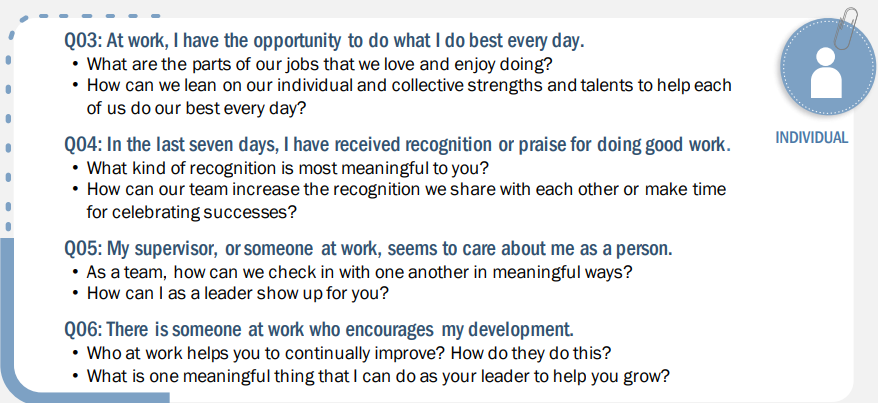 Q03: At work, I have the opportunity to do what I do best every day.
• What are the parts of our jobs that we love and enjoy doing?
• How can we lean on our individual and collective strengths and talents to help each
of us do our best every day?
Q04: In the last seven days, I have received recognition or praise for doing good work.
• What kind of recognition is most meaningful to you?
• How can our team increase the recognition we share with each other or make time
for celebrating successes?
Q05: My supervisor, or someone at work, seems to care about me as a person.
• As a team, how can we check in with one another in meaningful ways?
• How can I as a leader show up for you?
Q06: There is someone at work who encourages my development.
• Who at work helps you to continually improve? How do they do this?
• What is one meaningful thing that I can do as your leader to help you grow?
INDIVIDUAL